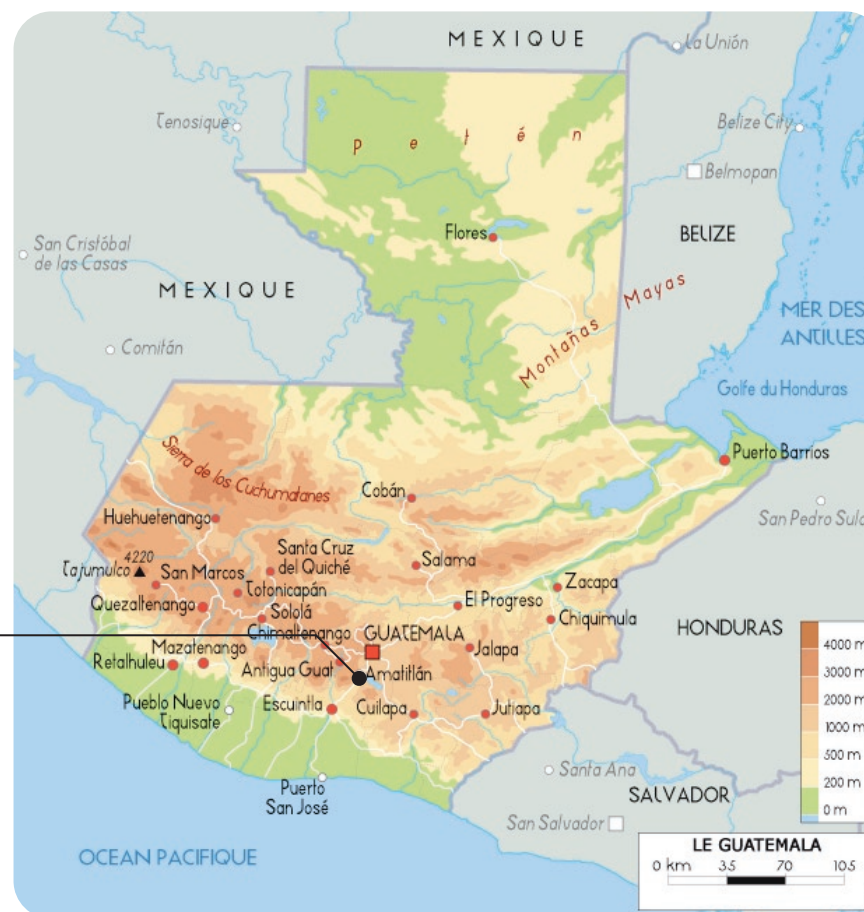 MEXIQUE
La Unión
Tenosique
petén
Belize City
Belmopan
Flores
BELIZE
San Cristóbal
de las Casas
MEXIQUE
Montañas Mayas
MER DES
ANTILLES
Comitán
Golfe du Honduras
Puerto Barrios
Sierra de los Cuchumatanes
Cobán
San Pedro Sula
Huehuetenango
Santa Cruz
del Quiché
Salama
4220
Tajumulco
San Marcos
Totonicapán
Zacapa
El Progreso
Quezaltenango
Sololá
Chiquimula
Chimaltenango
GUATEMALA
HONDURAS
Mazatenango
Jalapa
Retalhuleu
Antigua Guat
Amatitlán
4000 m
3000 m
2000 m
1000 m
500 m
200 m
0 m
Pueblo Nuevo
Tiquisate
Escuintla
Cuilapa
Jutiapa
Santa Ana
Puerto
San José
SALVADOR
San Salvador
OCEAN PACIFIQUE
LE GUATEMALA
0 km 35 70 105